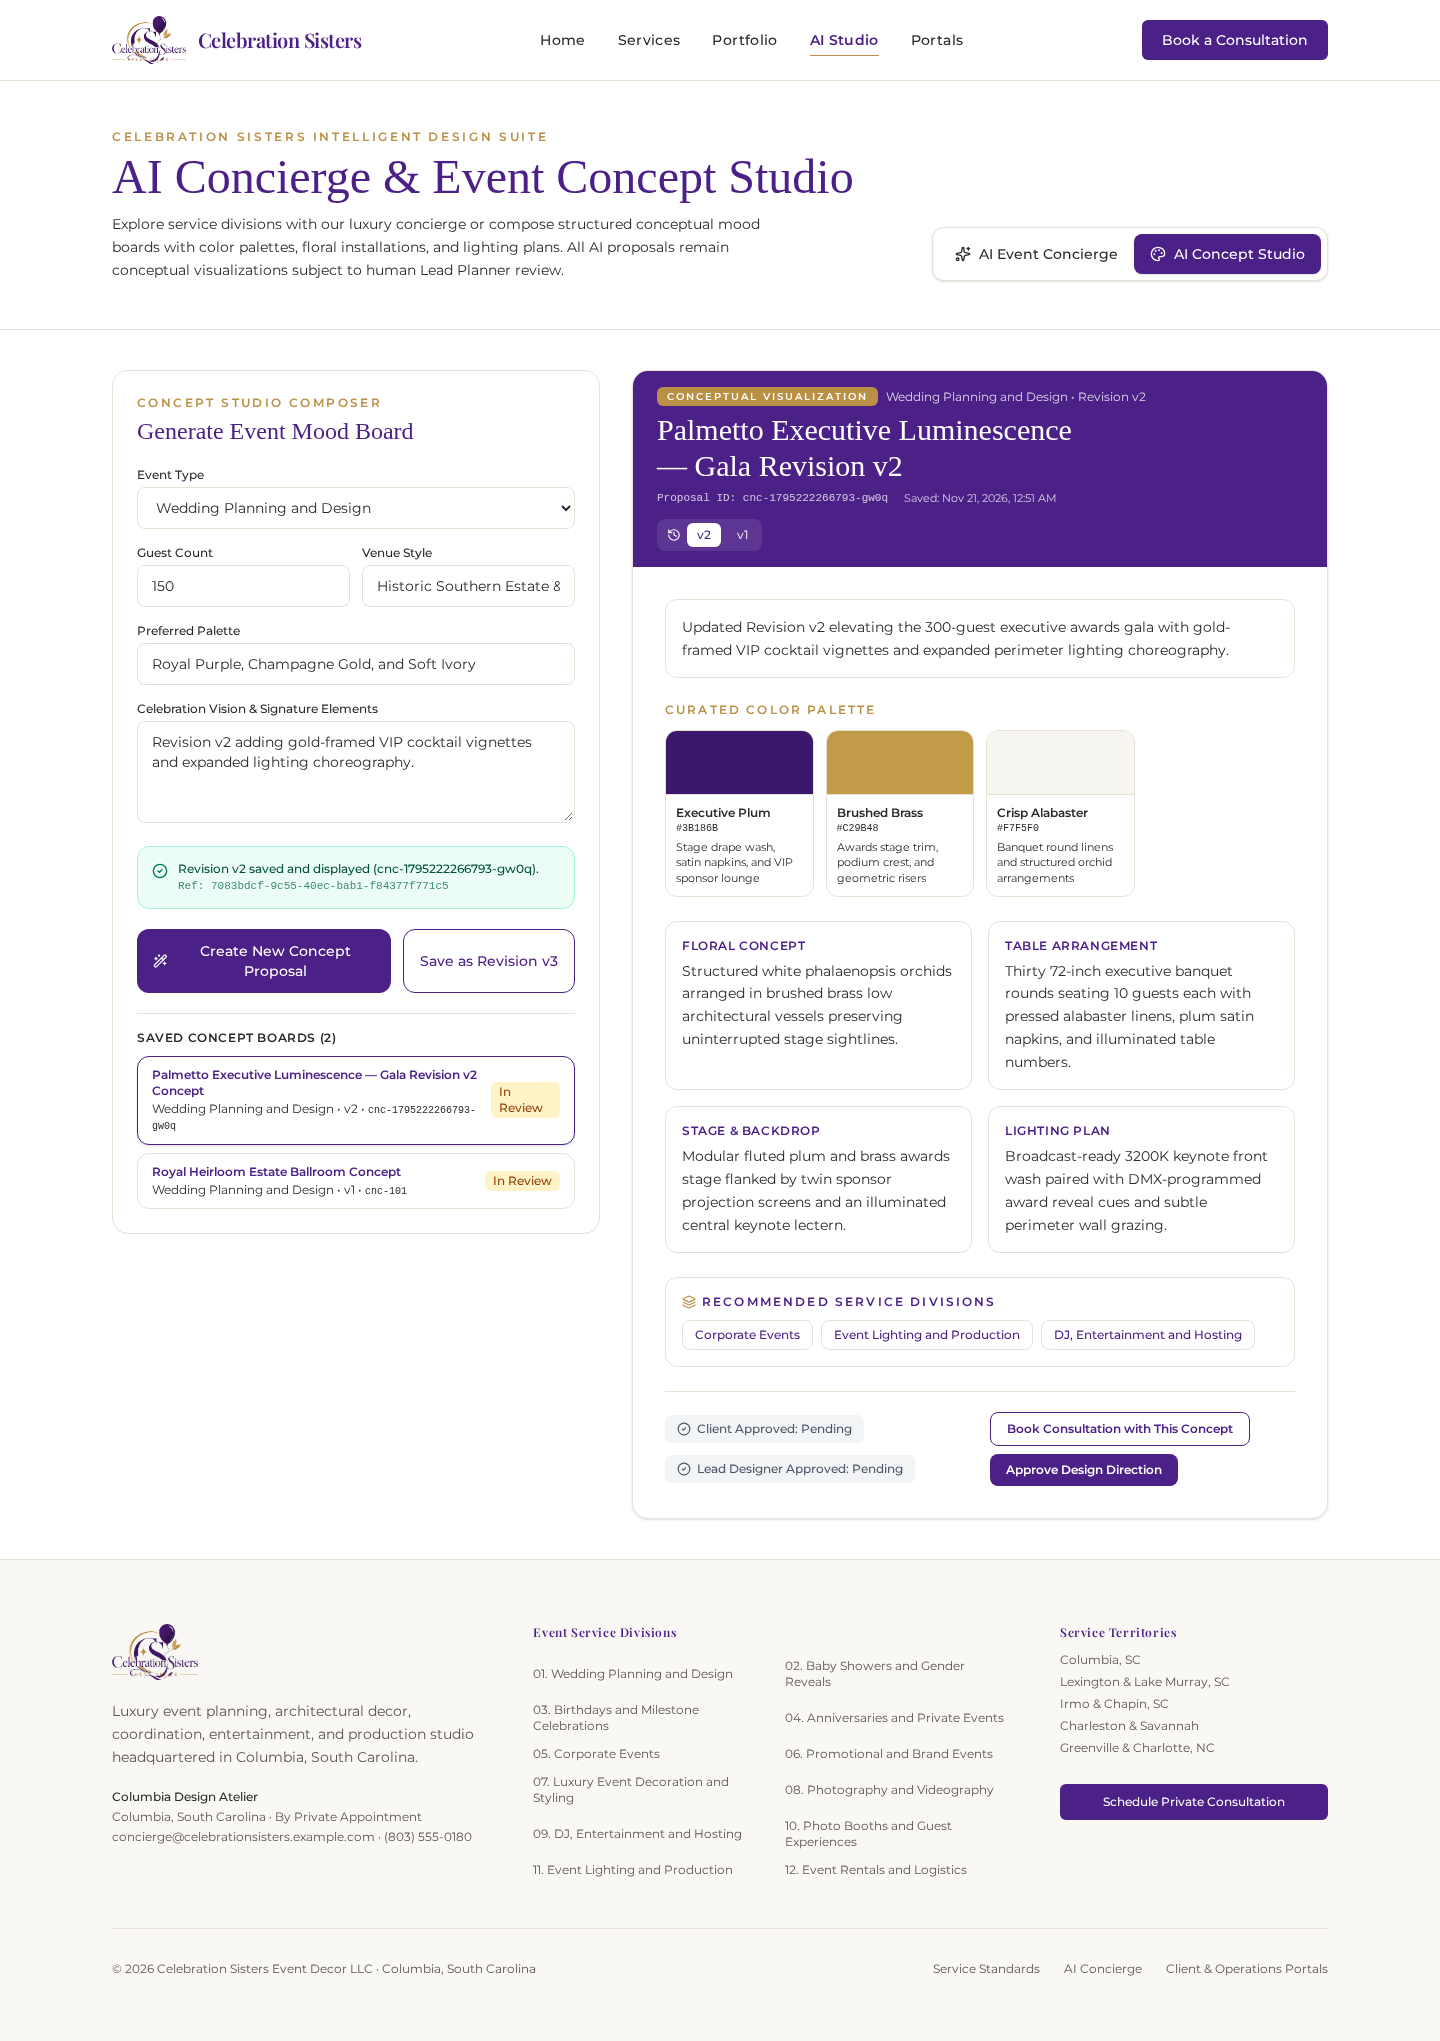 Celebration Sisters
Celebration Sisters
Home
Services
Portfolio
AI Studio
Portals
Book a Consultation
CELEBRATION SISTERS INTELLIGENT DESIGN SUITE
AI Concierge & Event Concept Studio
Explore service divisions with our luxury concierge or compose structured conceptual mood
boards with color palettes, floral installations, and lighting plans. All AI proposals remain
conceptual visualizations subject to human Lead Planner review.
AI Event Concierge
AI Concept Studio
CONCEPT STUDIO COMPOSER
Generate Event Mood Board
Event Type
Wedding Planning and Design
Guest Count
Venue Style
150
Historic Southern Estate &
Preferred Palette
Royal Purple, Champagne Gold, and Soft Ivory
Celebration Vision & Signature Elements
Revision v2 adding gold-framed VIP cocktail vignettes
and expanded lighting choreography.
Revision v2 saved and displayed (cnc-1795222266793-gw0q).
Ref: 7083bdcf-9c55-40ec-bab1-f84377f771c5
Create New Concept
Proposal
Save as Revision v3
SAVED CONCEPT BOARDS (2)
Palmetto Executive Luminescence — Gala Revision v2
Concept
Wedding Planning and Design • v2 • cnc-1795222266793-
gw0q
In
Review
Royal Heirloom Estate Ballroom Concept
Wedding Planning and Design • v1 • cnc-101
In Review
CONCEPTUAL VISUALIZATION
Wedding Planning and Design • Revision v2
Palmetto Executive Luminescence
— Gala Revision v2
Proposal ID: cnc-1795222266793-gw0q
Saved: Nov 21, 2026, 12:51 AM
v2
v1
Updated Revision v2 elevating the 300-guest executive awards gala with gold-
framed VIP cocktail vignettes and expanded perimeter lighting choreography.
CURATED COLOR PALETTE
Executive Plum
#3B186B
Stage drape wash,
satin napkins, and VIP
sponsor lounge
Brushed Brass
#C29B48
Awards stage trim,
podium crest, and
geometric risers
Crisp Alabaster
#F7F5F0
Banquet round linens
and structured orchid
arrangements
FLORAL CONCEPT
Structured white phalaenopsis orchids
arranged in brushed brass low
architectural vessels preserving
uninterrupted stage sightlines.
TABLE ARRANGEMENT
Thirty 72-inch executive banquet
rounds seating 10 guests each with
pressed alabaster linens, plum satin
napkins, and illuminated table
numbers.
STAGE & BACKDROP
Modular fluted plum and brass awards
stage flanked by twin sponsor
projection screens and an illuminated
central keynote lectern.
LIGHTING PLAN
Broadcast-ready 3200K keynote front
wash paired with DMX-programmed
award reveal cues and subtle
perimeter wall grazing.
RECOMMENDED SERVICE DIVISIONS
Corporate Events
Event Lighting and Production
DJ, Entertainment and Hosting
Client Approved: Pending
Lead Designer Approved: Pending
Book Consultation with This Concept
Approve Design Direction
Celebration Sisters
Luxury event planning, architectural decor,
coordination, entertainment, and production studio
headquartered in Columbia, South Carolina.
Columbia Design Atelier
Columbia, South Carolina · By Private Appointment
concierge@celebrationsisters.example.com · (803) 555-0180
Event Service Divisions
01. Wedding Planning and Design
02. Baby Showers and Gender
Reveals
03. Birthdays and Milestone
Celebrations
04. Anniversaries and Private Events
05. Corporate Events
06. Promotional and Brand Events
07. Luxury Event Decoration and
Styling
08. Photography and Videography
09. DJ, Entertainment and Hosting
10. Photo Booths and Guest
Experiences
11. Event Lighting and Production
12. Event Rentals and Logistics
Service Territories
Columbia, SC
Lexington & Lake Murray, SC
Irmo & Chapin, SC
Charleston & Savannah
Greenville & Charlotte, NC
Schedule Private Consultation
© 2026 Celebration Sisters Event Decor LLC · Columbia, South Carolina
Service Standards
AI Concierge
Client & Operations Portals